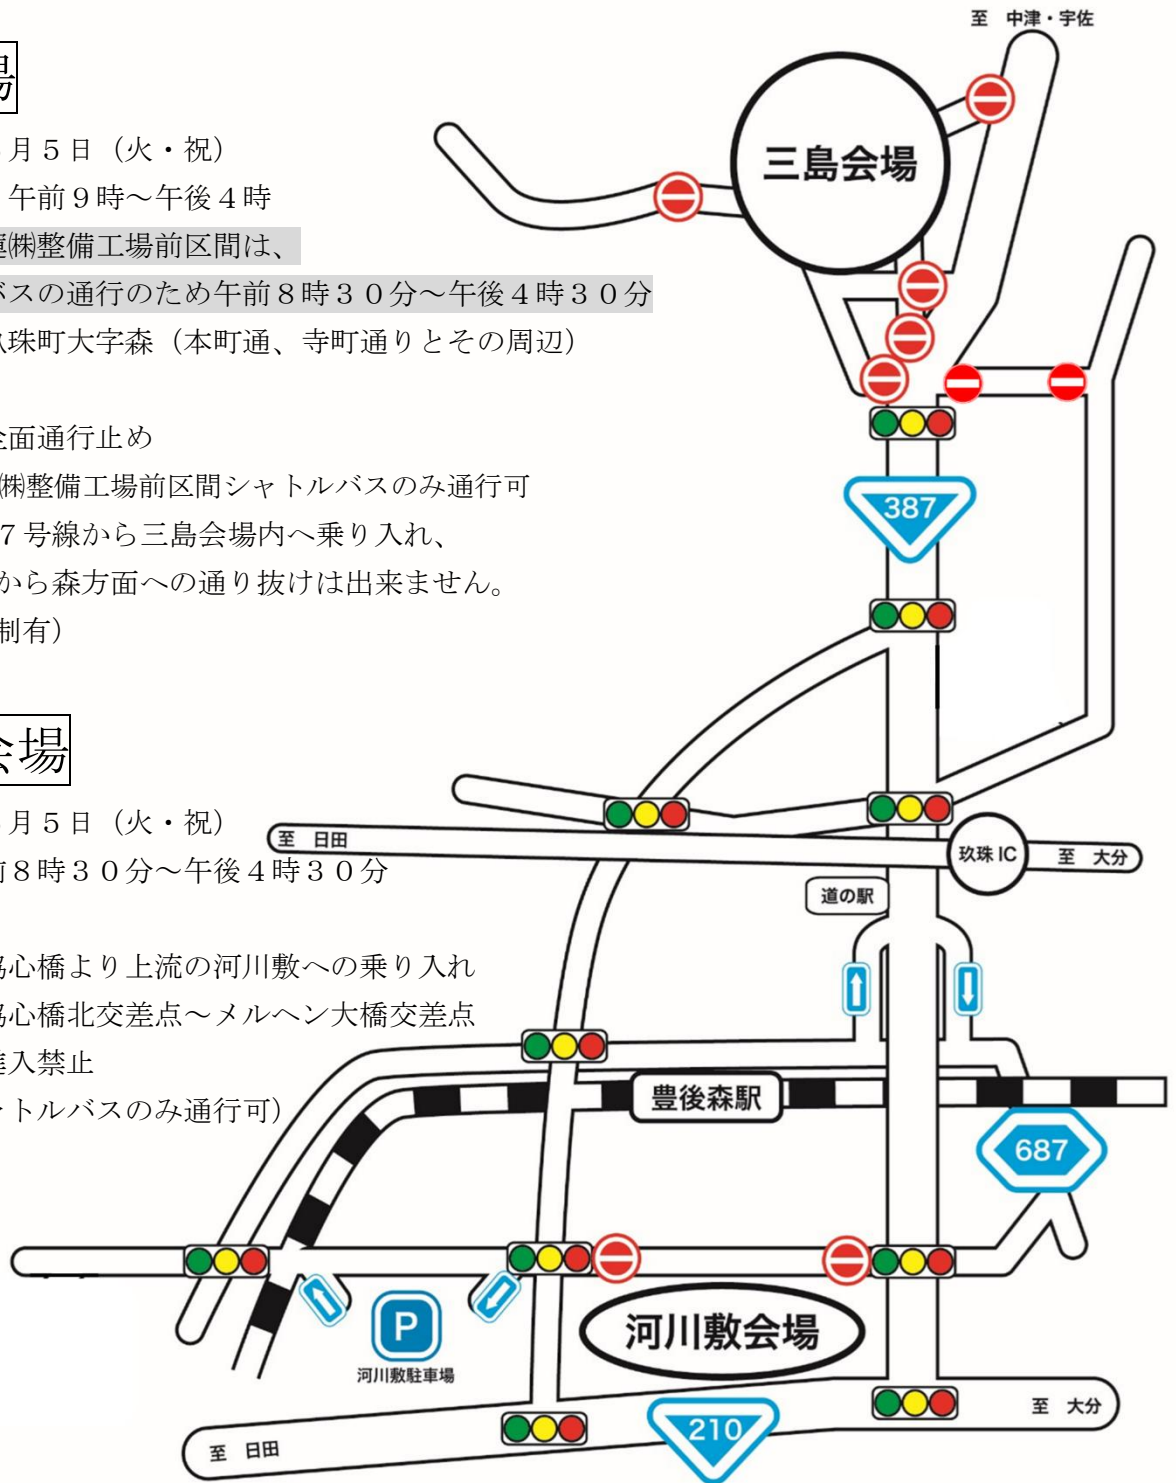 至　中津・宇佐
場
月５日（火・祝）
午前９時～午後４時
㈱整備工場前区間は、
バスの通行のため午前８時３０分～午後４時３０分
玖珠町大字森（本町通、寺町通りとその周辺）
全面通行止め
㈱整備工場前区間シャトルバスのみ通行可
７号線から三島会場内へ乗り入れ、
から森方面への通り抜けは出来ません。
制有）
会場
月５日（火・祝）
前８時３０分～午後４時３０分
協心橋より上流の河川敷への乗り入れ
協心橋北交差点～メルヘン大橋交差点
進入禁止
ャトルバスのみ通行可）
三島会場
387
至　日田
玖珠 IC
至　大分
道の駅
豊後森駅
687
P
河川敷駐車場
河川敷会場
至　大分
210
至　日田